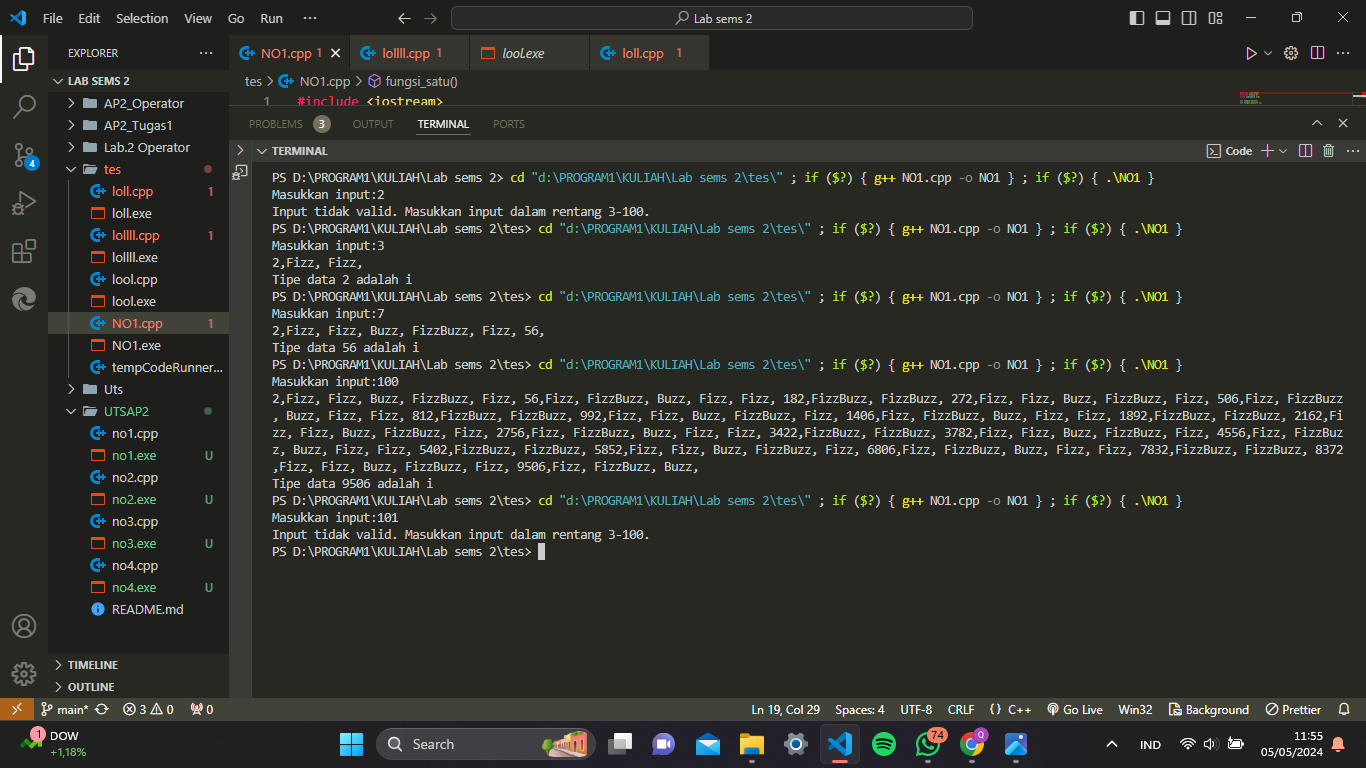 File Edit Selection View Go Run ··· Lab sems 2
EXPLORER ···
LAB SEMS 2
AP2_Operator
AP2_Tugas1
Lab.2 Operator
tes
loll.cpp 1
loll.exe
lollll.cpp 1
lollll.exe
lool.cpp
lool.exe
NO1.cpp 1
NO1.exe
tempCodeRunner...
Uts
UTSAP2
no1.cpp
no1.exe U
no2.cpp
no2.exe U
no3.cpp
no3.exe U
no4.cpp
no4.exe U
README.md
TIMELINE
OUTLINE
4
NO1.cpp 1 lollll.cpp 1 lool.exe loll.cpp 1
tes > NO1.cpp > fungsi_satu()
1 #include <iostream>
PROBLEMS 3 OUTPUT TERMINAL PORTS
TERMINAL Code
PS D:\PROGRAM1\KULIAH\Lab sems 2> cd "d:\PROGRAM1\KULIAH\Lab sems 2\tes\" ; if ($?) { g++ NO1.cpp -o NO1 } ; if ($?) { .\NO1 }
Masukkan input:2
Input tidak valid. Masukkan input dalam rentang 3-100.
PS D:\PROGRAM1\KULIAH\Lab sems 2\tes> cd "d:\PROGRAM1\KULIAH\Lab sems 2\tes\" ; if ($?) { g++ NO1.cpp -o NO1 } ; if ($?) { .\NO1 }
Masukkan input:3
2,Fizz, Fizz,
Tipe data 2 adalah i
PS D:\PROGRAM1\KULIAH\Lab sems 2\tes> cd "d:\PROGRAM1\KULIAH\Lab sems 2\tes\" ; if ($?) { g++ NO1.cpp -o NO1 } ; if ($?) { .\NO1 }
Masukkan input:7
2,Fizz, Fizz, Buzz, FizzBuzz, Fizz, 56,
Tipe data 56 adalah i
PS D:\PROGRAM1\KULIAH\Lab sems 2\tes> cd "d:\PROGRAM1\KULIAH\Lab sems 2\tes\" ; if ($?) { g++ NO1.cpp -o NO1 } ; if ($?) { .\NO1 }
Masukkan input:100
2,Fizz, Fizz, Buzz, FizzBuzz, Fizz, 56,Fizz, FizzBuzz, Buzz, Fizz, Fizz, 182,FizzBuzz, FizzBuzz, 272,Fizz, Fizz, Buzz, FizzBuzz, Fizz, 506,Fizz, FizzBuzz
, Buzz, Fizz, Fizz, 812,FizzBuzz, FizzBuzz, 992,Fizz, Fizz, Buzz, FizzBuzz, Fizz, 1406,Fizz, FizzBuzz, Buzz, Fizz, Fizz, 1892,FizzBuzz, FizzBuzz, 2162,Fi
zz, Fizz, Buzz, FizzBuzz, Fizz, 2756,Fizz, FizzBuzz, Buzz, Fizz, Fizz, 3422,FizzBuzz, FizzBuzz, 3782,Fizz, Fizz, Buzz, FizzBuzz, Fizz, 4556,Fizz, FizzBuz
z, Buzz, Fizz, Fizz, 5402,FizzBuzz, FizzBuzz, 5852,Fizz, Fizz, Buzz, FizzBuzz, Fizz, 6806,Fizz, FizzBuzz, Buzz, Fizz, Fizz, 7832,FizzBuzz, FizzBuzz, 8372
,Fizz, Fizz, Buzz, FizzBuzz, Fizz, 9506,Fizz, FizzBuzz, Buzz,
Tipe data 9506 adalah i
PS D:\PROGRAM1\KULIAH\Lab sems 2\tes> cd "d:\PROGRAM1\KULIAH\Lab sems 2\tes\" ; if ($?) { g++ NO1.cpp -o NO1 } ; if ($?) { .\NO1 }
Masukkan input:101
Input tidak valid. Masukkan input dalam rentang 3-100.
PS D:\PROGRAM1\KULIAH\Lab sems 2\tes>
main* 3 0 0 Ln 19, Col 29 Spaces: 4 UTF-8 CRLF {} C++ Go Live Win32 Background Prettier
1 DOW
+1,18%
Search
74
Q
IND
11:55
05/05/2024